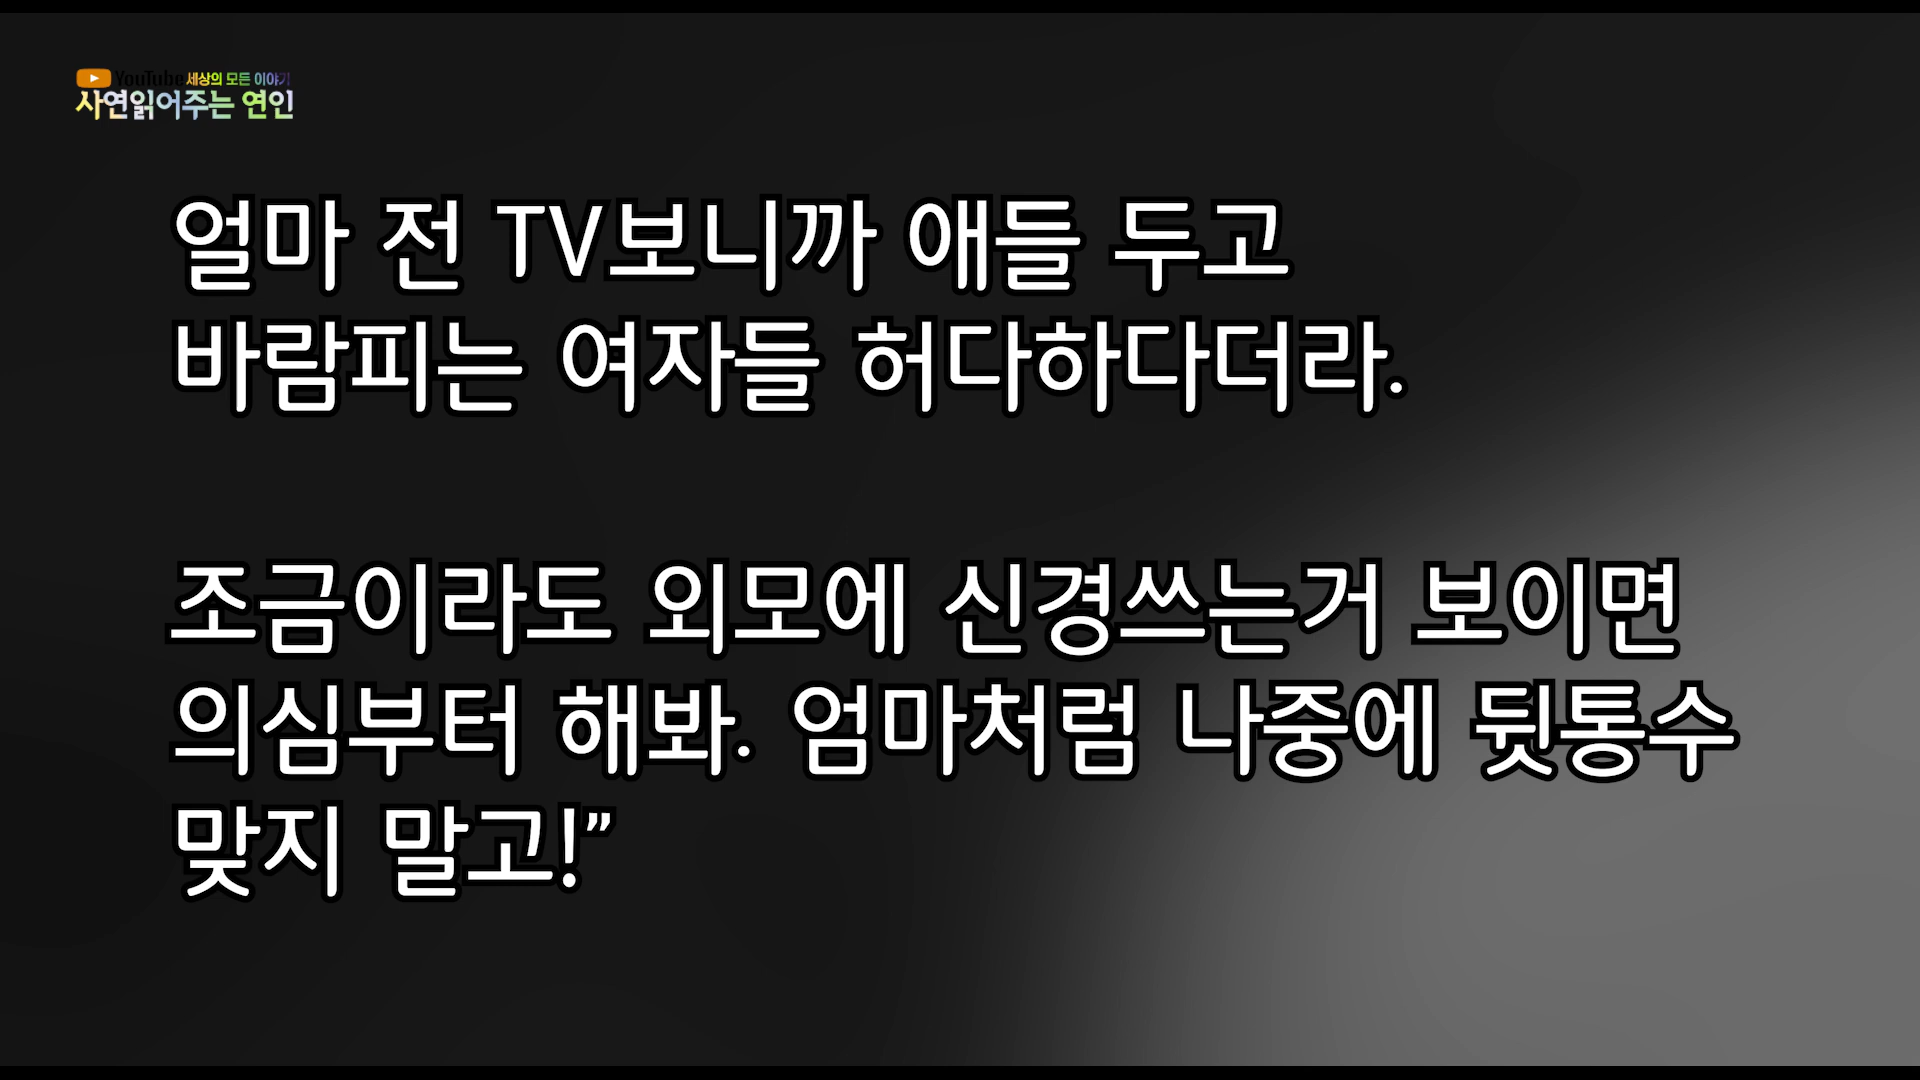 YouTube 세상의 모든 이야기
사연읽어주는 연인
얼마 전 TV보니까 애들 두고
바람피는 여자들 허다하다더라.
조금이라도 외모에 신경쓰는거 보이면
의심부터 해봐. 엄마처럼 나중에 뒷통수
맞지 말고!”